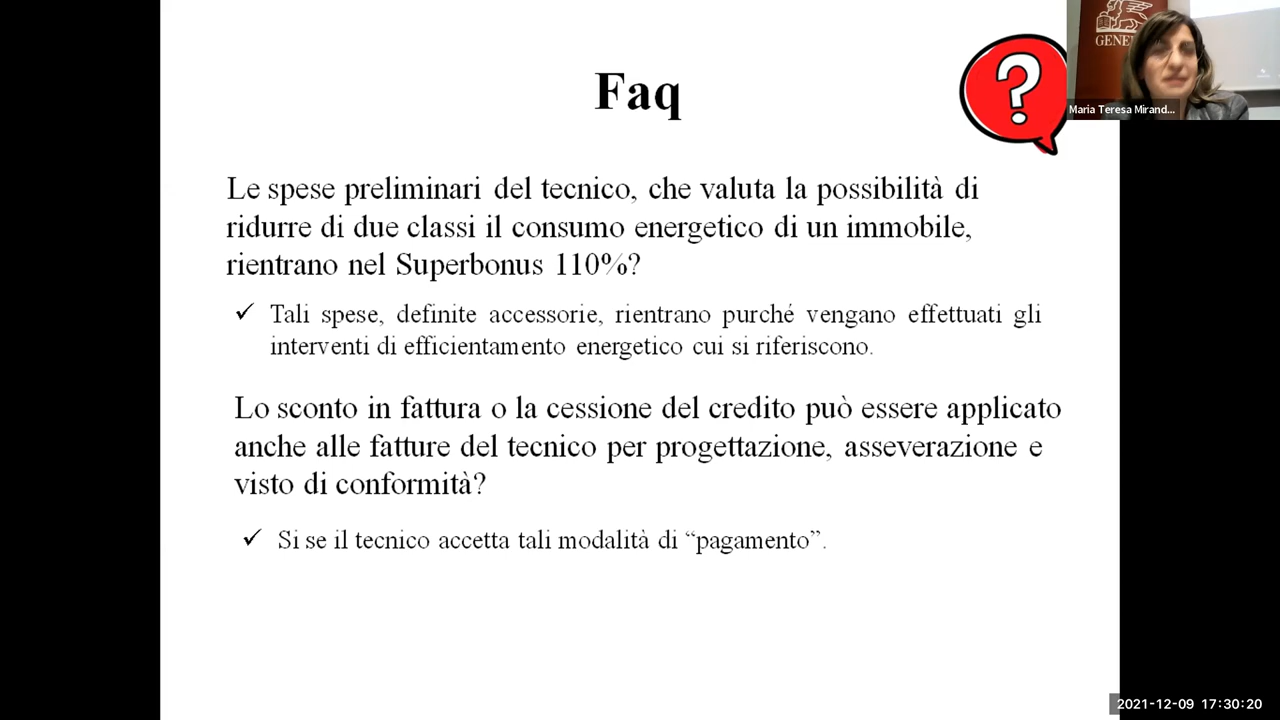 Faq
?
GENE
Maria Teresa Mirand...
Le spese preliminari del tecnico, che valuta la possibilità di
ridurre di due classi il consumo energetico di un immobile,
rientrano nel Superbonus 110%?
✓ Tali spese, definite accessorie, rientrano purché vengano effettuati gli
interventi di efficientamento energetico cui si riferiscono.
Lo sconto in fattura o la cessione del credito può essere applicato
anche alle fatture del tecnico per progettazione, asseverazione e
visto di conformità?
✓ Si se il tecnico accetta tali modalità di “pagamento”.
2021-12-09 17:30:20